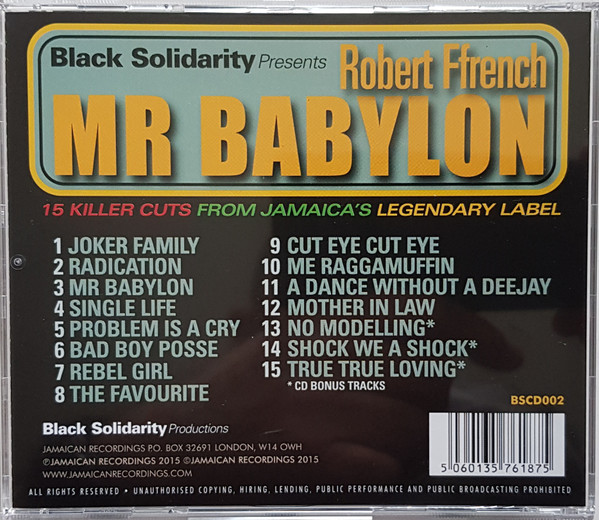 Black Solidarity Presents Robert Ffrench
MR BABYLON
15 KILLER CUTS FROM JAMAICA'S LEGENDARY LABEL
1 JOKER FAMILY
2 RADICATION
3 MR BABYLON
4 SINGLE LIFE
5 PROBLEM IS A CRY
6 BAD BOY POSSE
7 REBEL GIRL
8 THE FAVOURITE
9 CUT EYE CUT EYE
10 ME RAGGAMUFFIN
11 A DANCE WITHOUT A DEEJAY
12 MOTHER IN LAW
13 NO MODELLING*
14 SHOCK WE A SHOCK*
15 TRUE TRUE LOVING*
* CD BONUS TRACKS
BSCD002
5 060135 761875
Black Solidarity Productions
JAMAICAN RECORDINGS P.O. BOX 32691 LONDON, W14 OWH
℗JAMAICAN RECORDINGS 2015 ©JAMAICAN RECORDINGS 2015
WWW.JAMAICANRECORDINGS.COM
ALL RIGHTS RESERVED • UNAUTHORISED COPYING, HIRING, LENDING, PUBLIC PERFORMANCE AND PUBLIC BROADCASTING PROHIBITED